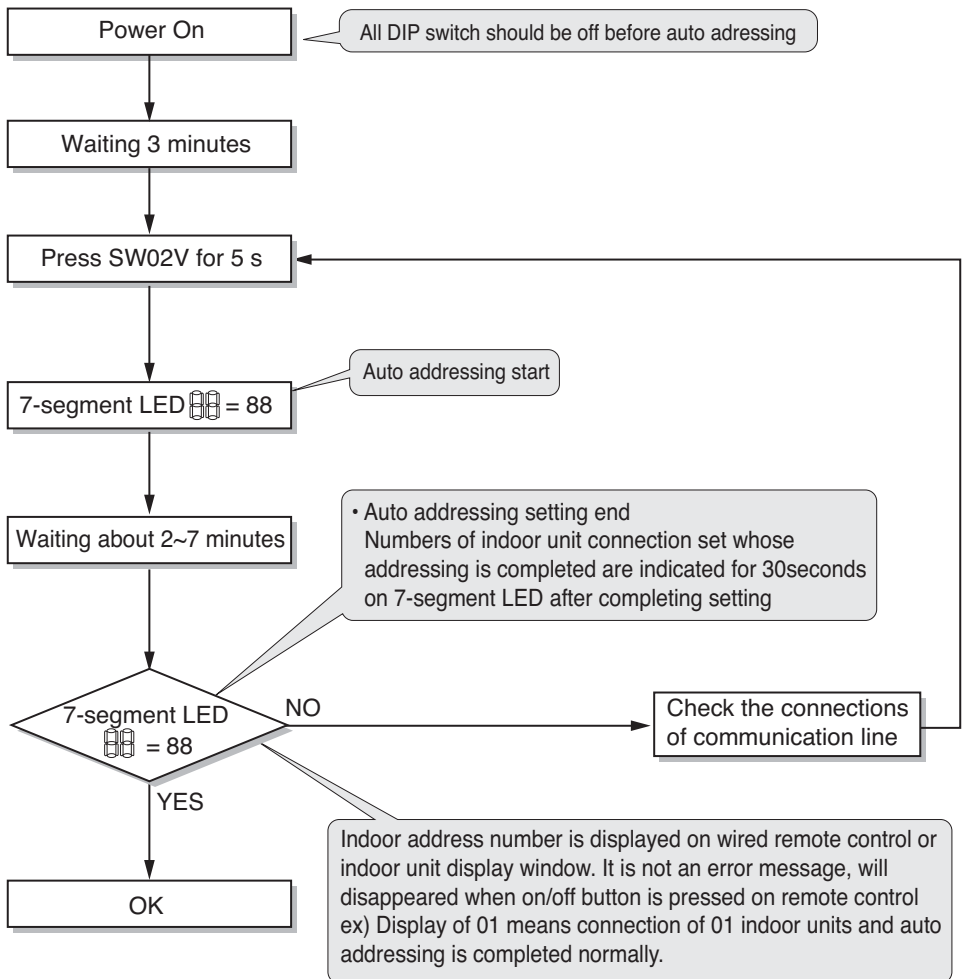 Power On
All DIP switch should be off before auto adressing
Waiting 3 minutes
Press SW02V for 5 s
Auto addressing start
7-segment LED 88 = 88
Waiting about 2~7 minutes
• Auto addressing setting end
Numbers of indoor unit connection set whose
addressing is completed are indicated for 30seconds
on 7-segment LED after completing setting
7-segment LED
88 = 88
NO
Check the connections
of communication line
YES
Indoor address number is displayed on wired remote control or
indoor unit display window. It is not an error message, will
disappeared when on/off button is pressed on remote control
ex) Display of 01 means connection of 01 indoor units and auto
addressing is completed normally.
OK